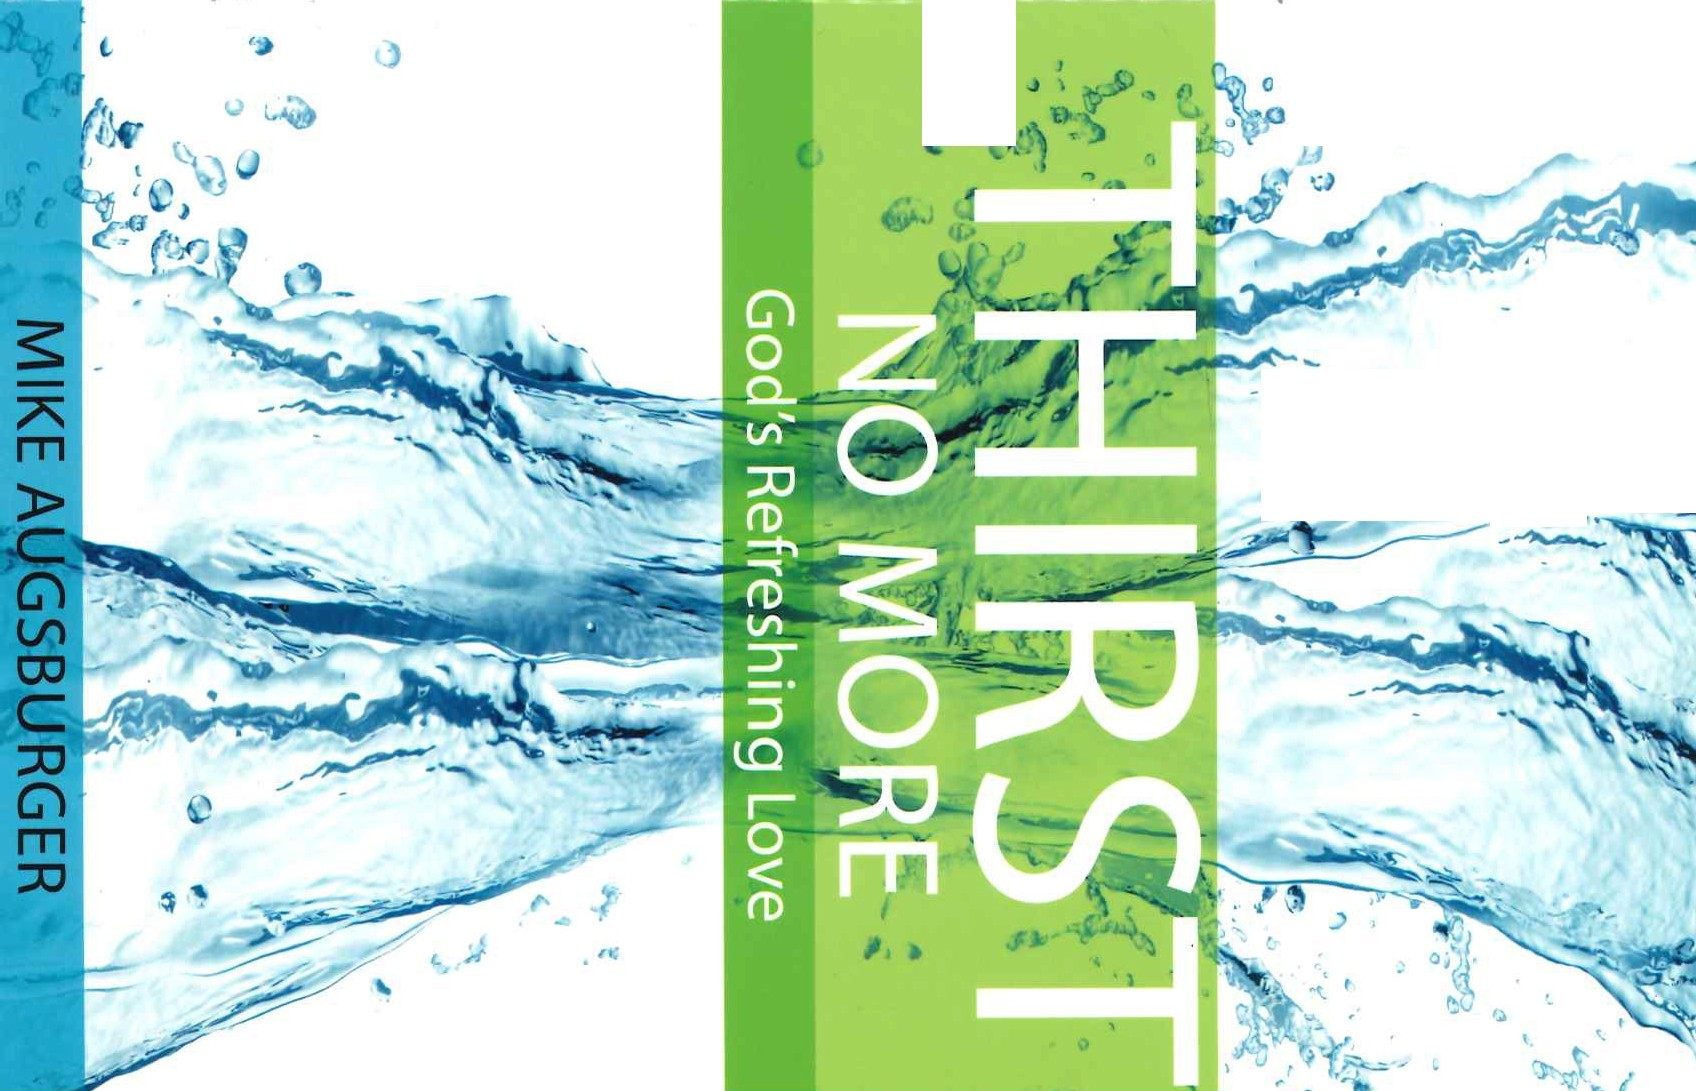 THIRST
NO MORE
God's Refreshing Love
MIKE AUGSBURGER